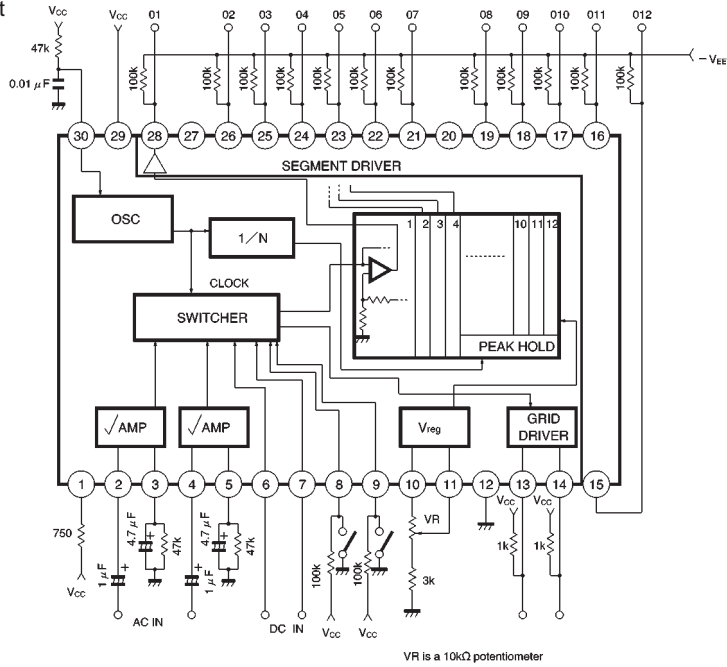 t
VCC VCC 01 02 03 04 05 06 07 08 09 010 011 012
47k
0.01 μF
100k 100k 100k 100k 100k 100k 100k 100k 100k 100k 100k 100k
− VEE
30 29 28 27 26 25 24 23 22 21 20 19 18 17 16
SEGMENT DRIVER
OSC
1/N
1 2 3 4 10 11 12
CLOCK
SWITCHER
PEAK HOLD
√AMP √AMP Vreg GRID
DRIVER
1 2 3 4 5 6 7 8 9 10 11 12 13 14 15
VCC VCC
750
4.7 μF + 47k 4.7 μF + 47k
VR
1k 1k
1 μF + 1 μF +
100k 100k
3k
VCC
AC IN DC IN VCC VCC
VR is a 10kΩ potentiometer